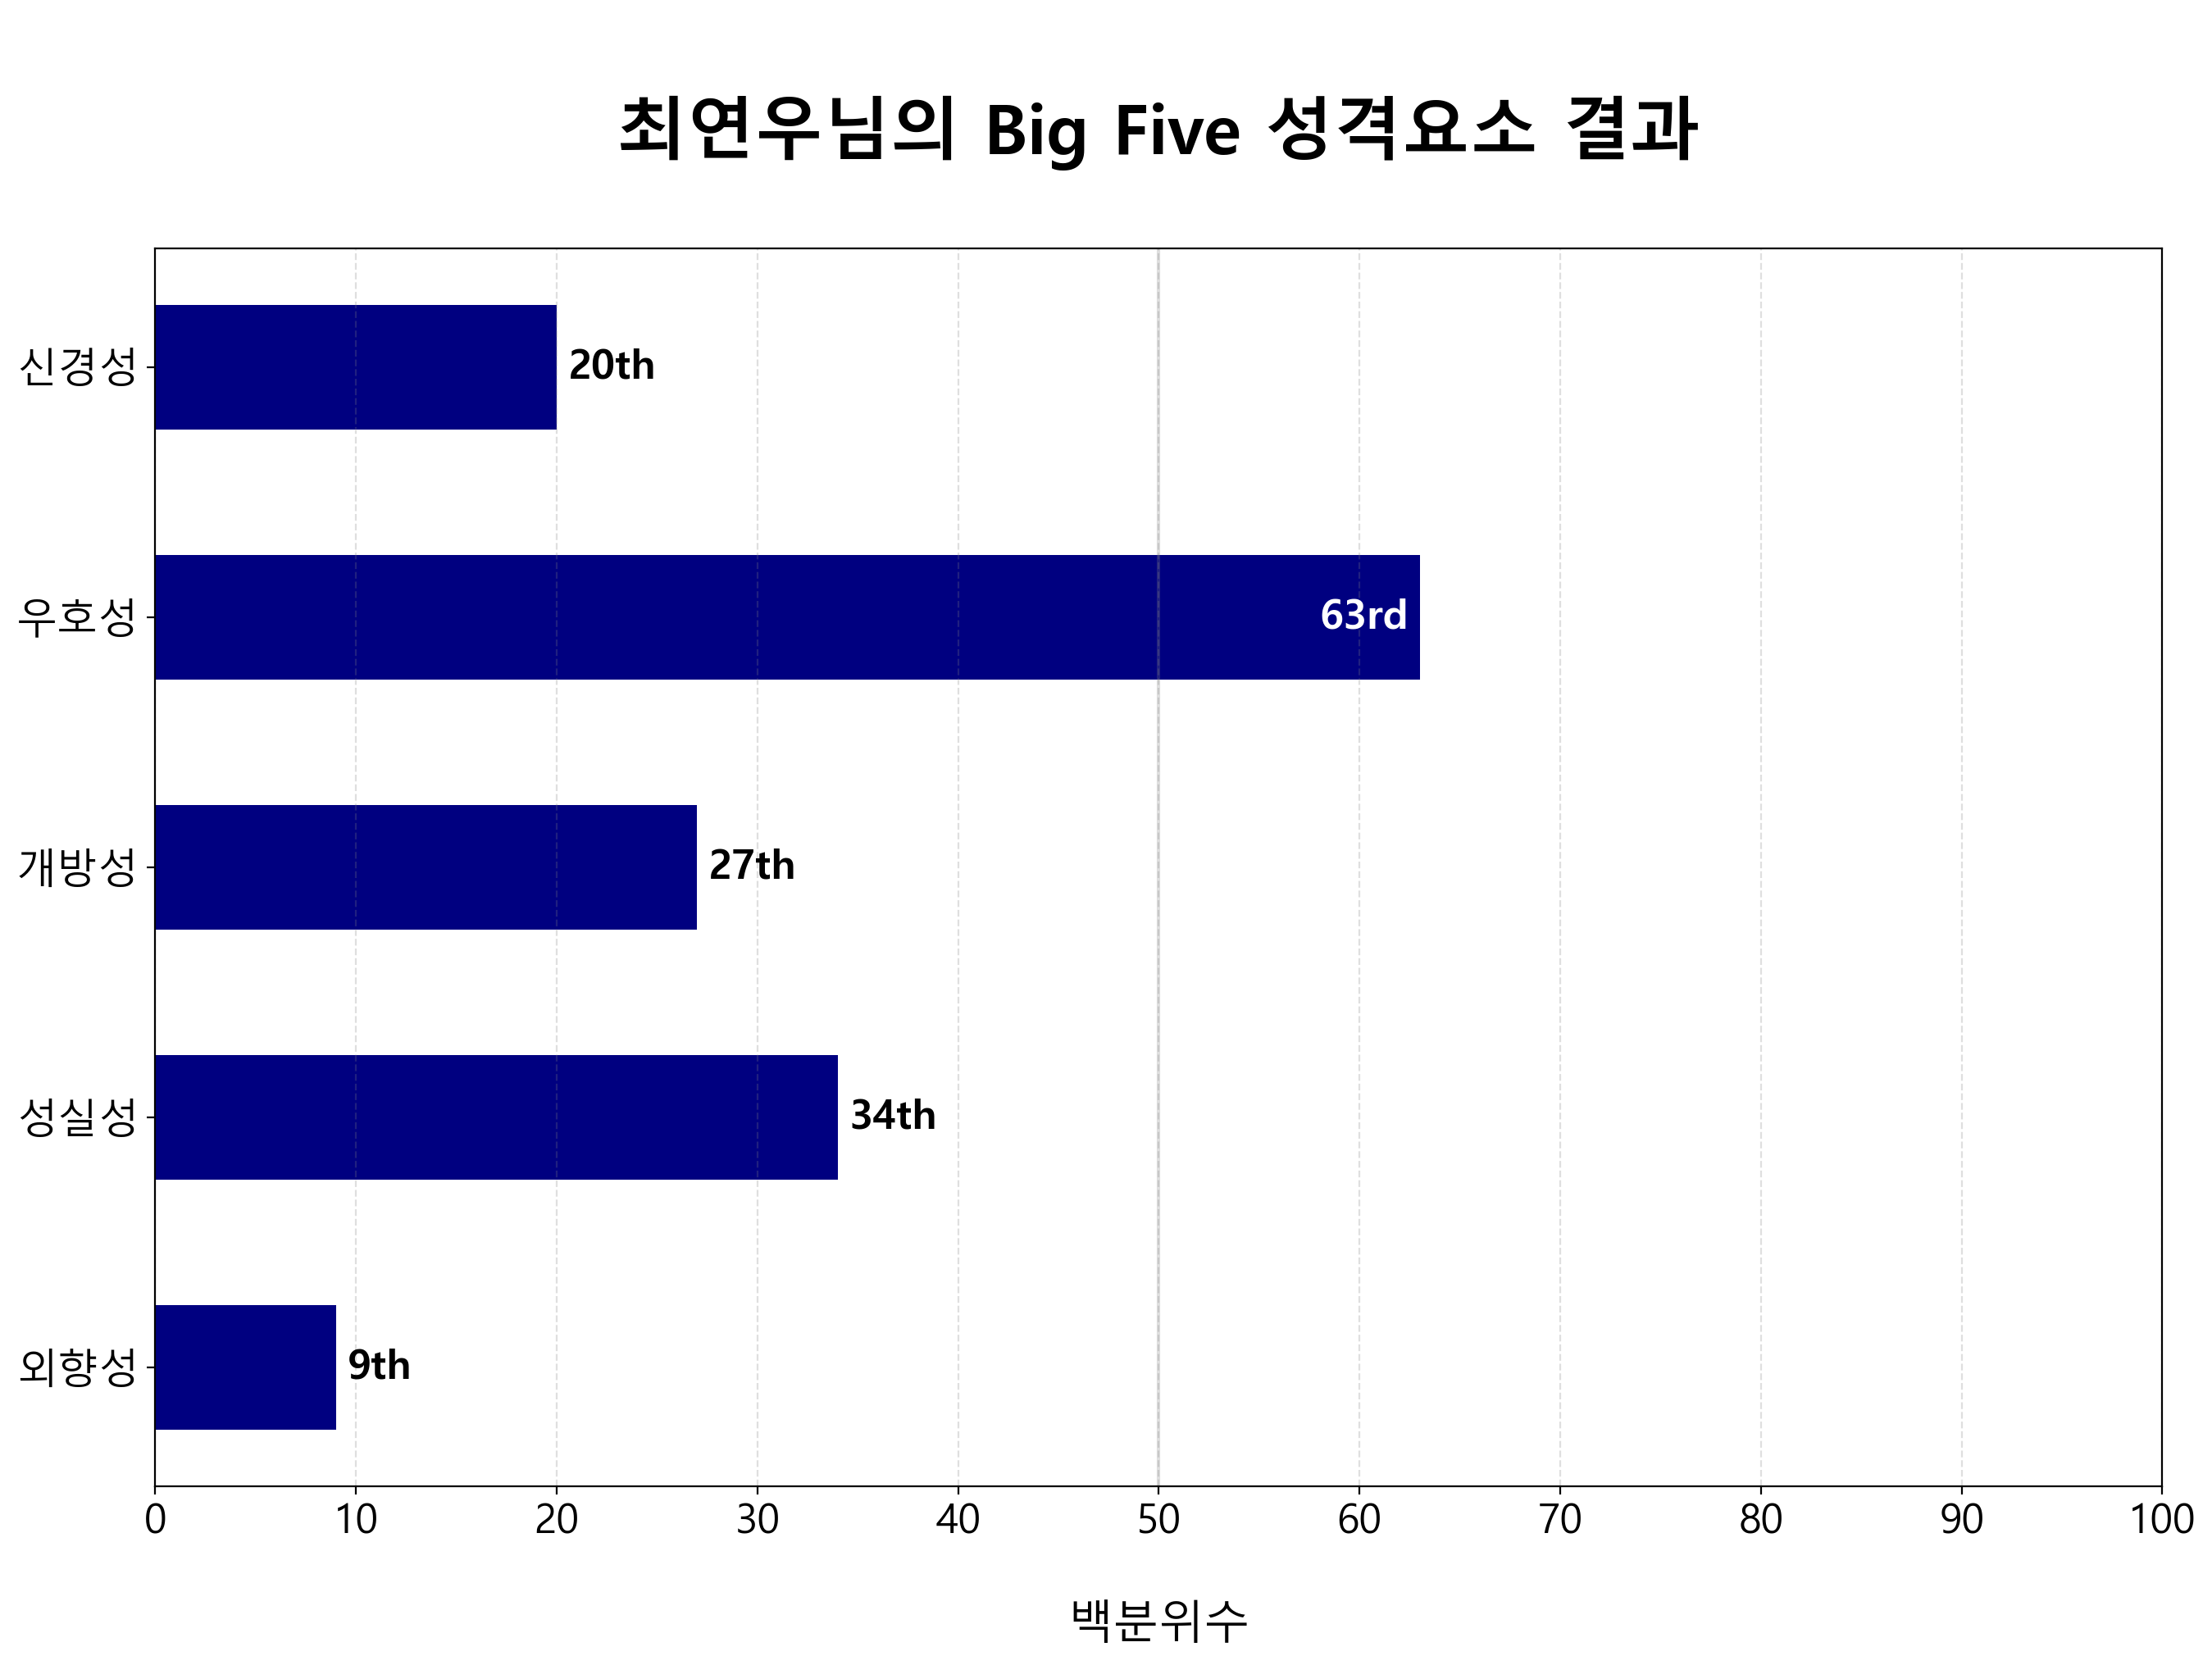 최연우님의 Big Five 성격요소 결과
신경성 20th
우호성 63rd
개방성 27th
성실성 34th
외향성 9th
0 10 20 30 40 50 60 70 80 90 100
백분위수